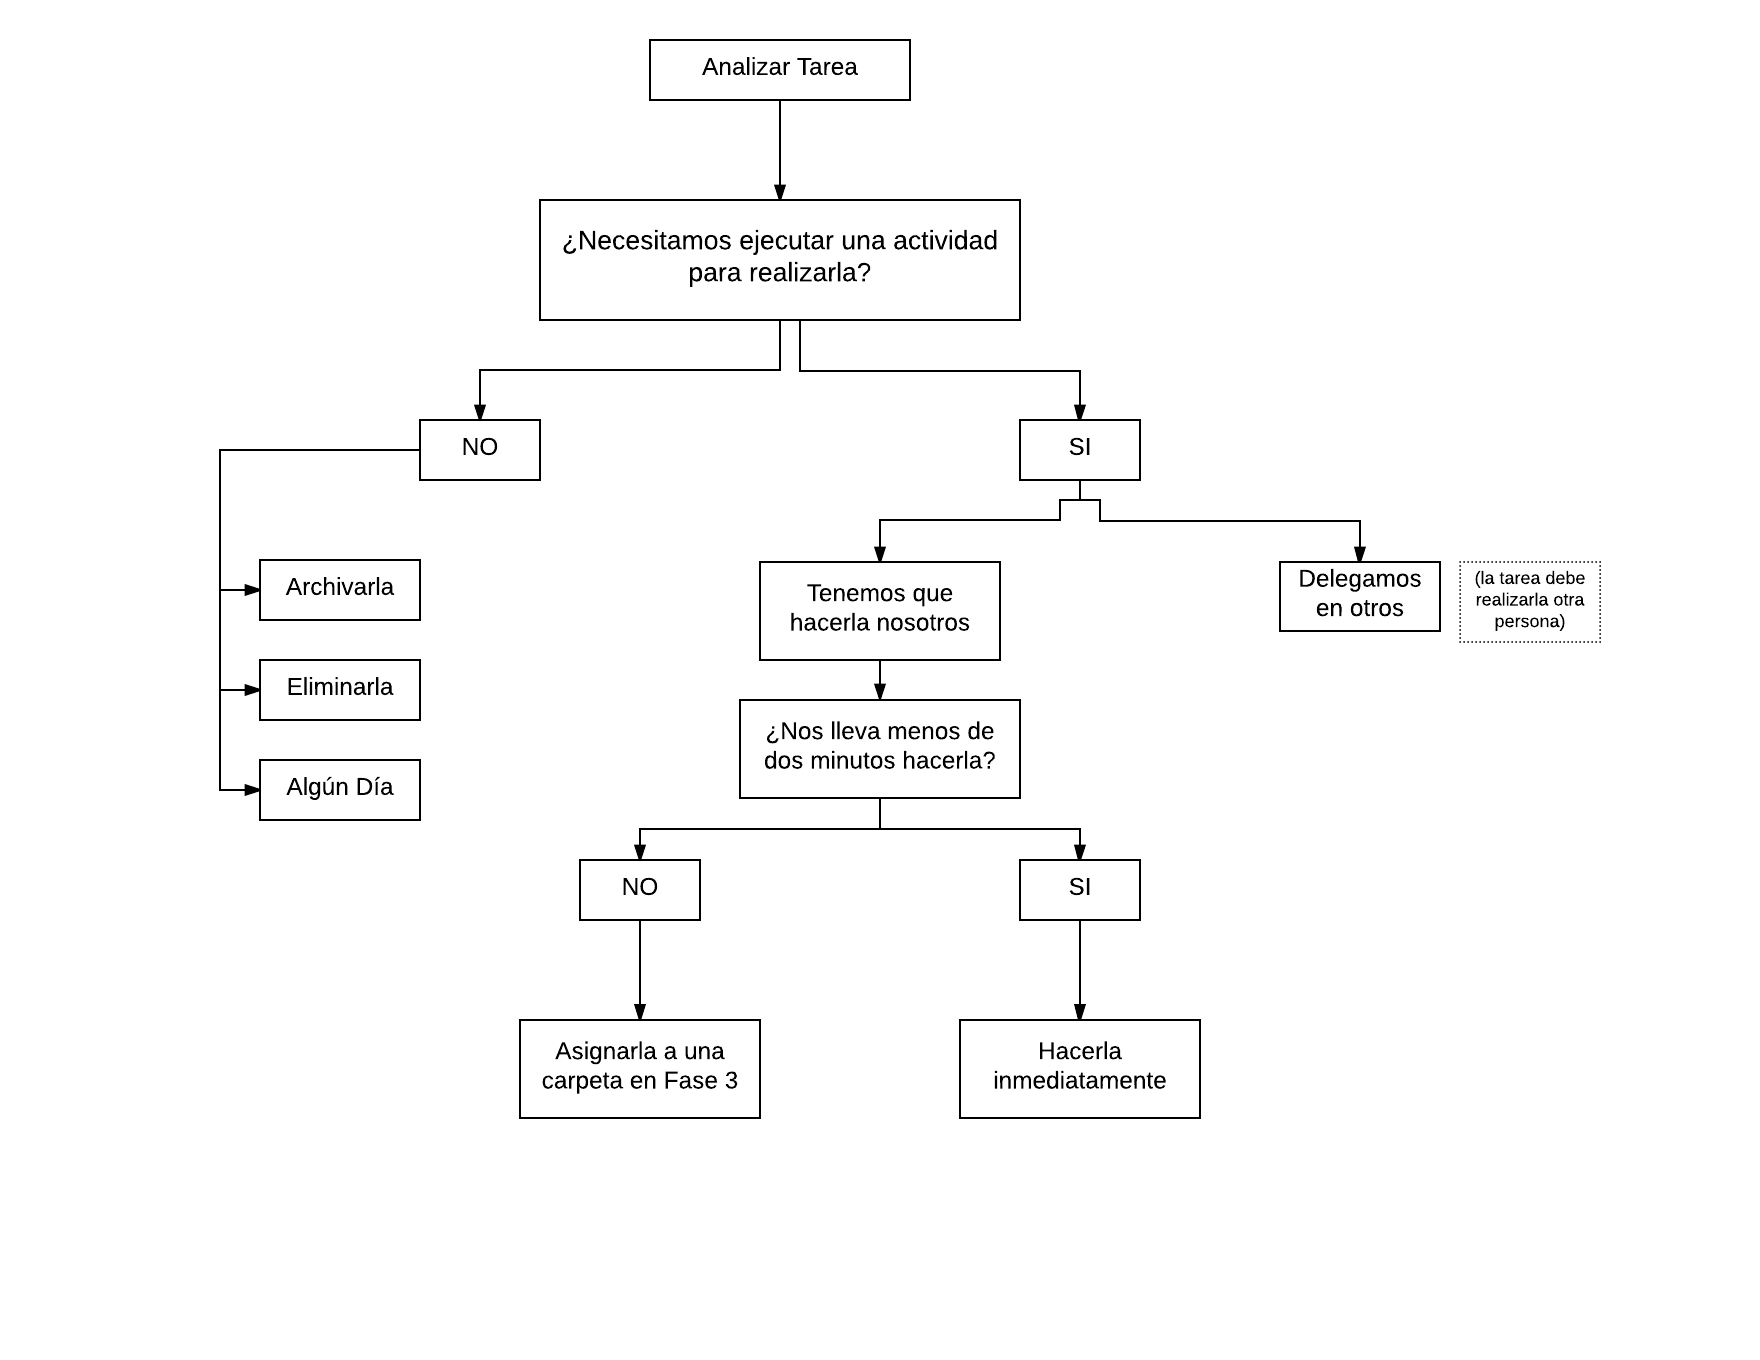 Analizar Tarea
¿Necesitamos ejecutar una actividad
para realizarla?
NO
SI
Archivarla
Eliminarla
Algún Día
Tenemos que
hacerla nosotros
Delegamos
en otros
(la tarea debe
realizarla otra
persona)
¿Nos lleva menos de
dos minutos hacerla?
NO
SI
Asignarla a una
carpeta en Fase 3
Hacerla
inmediatamente